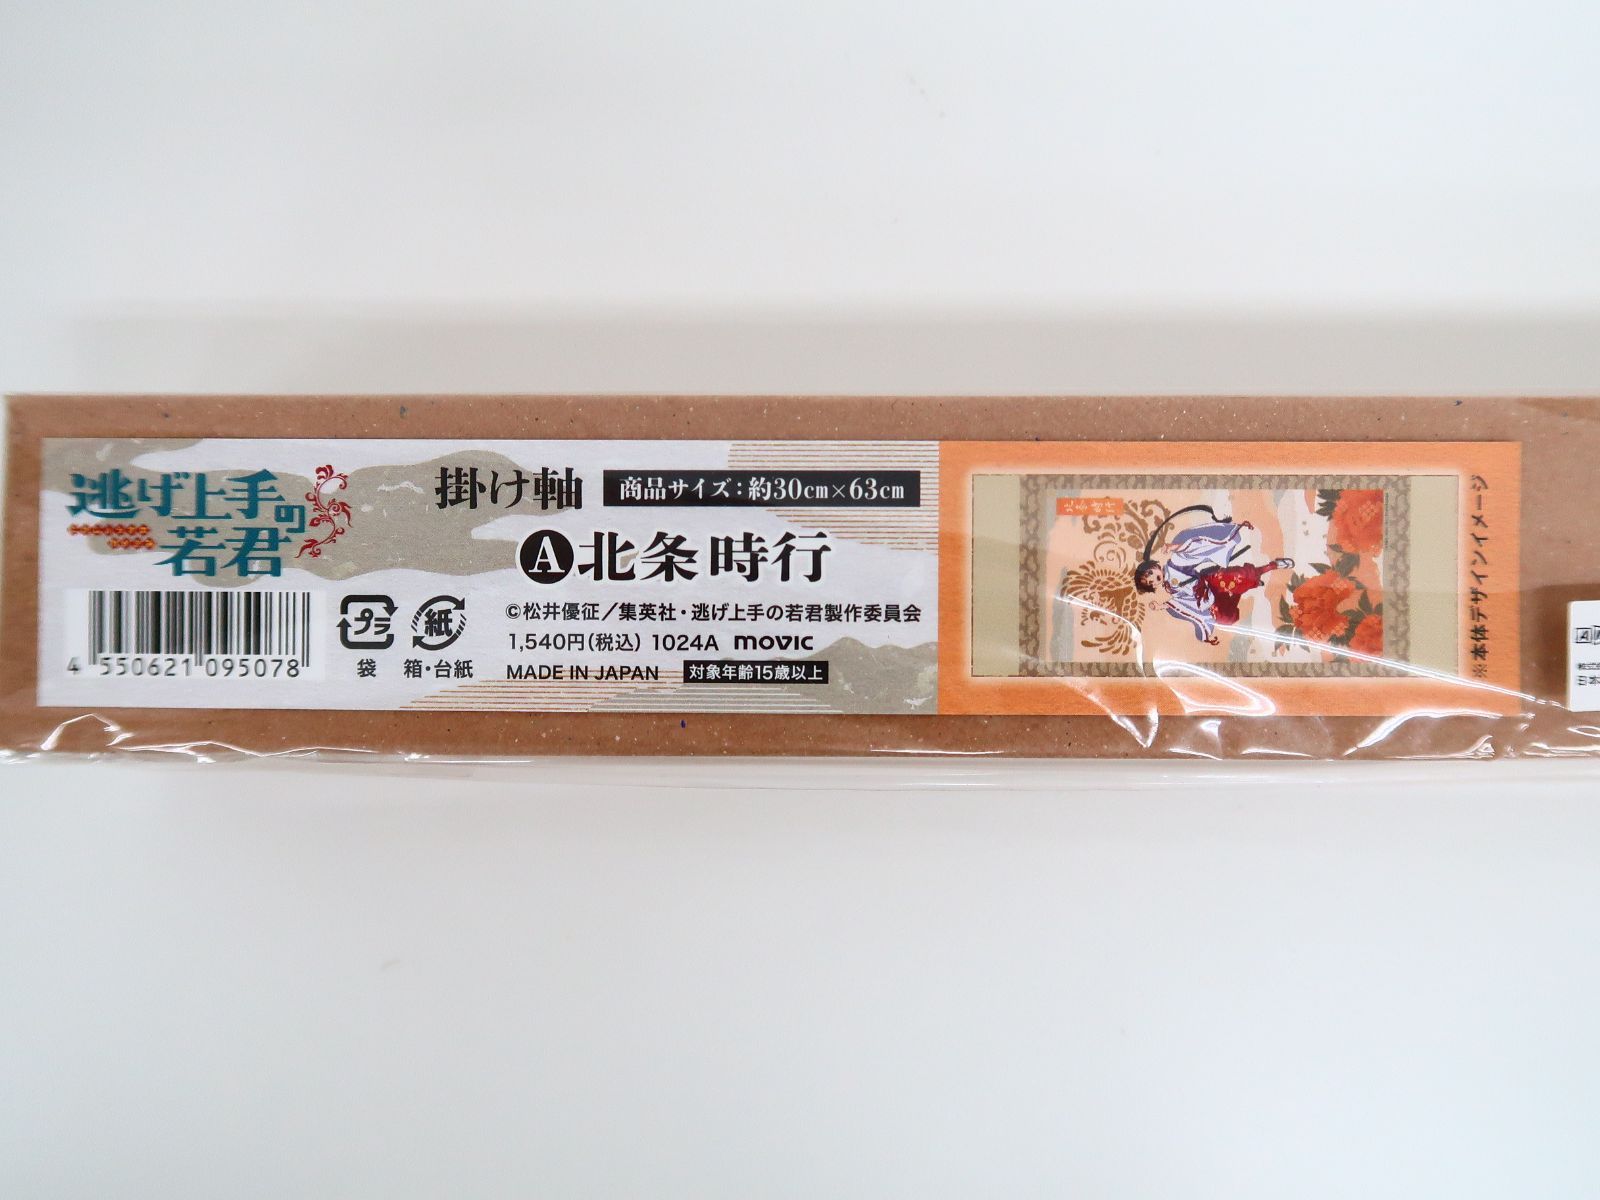 逃げ上手の
若君
掛け軸
商品サイズ:約30cm×63cm
A 北条 時行
©松井優征/集英社・逃げ上手の若君製作委員会
1,540円(税込) 1024A movic
MADE IN JAPAN 対象年齢15歳以上
プラ
袋
紙
箱・台紙
4 550621 095078
北条時行
※本体デザインイメージ